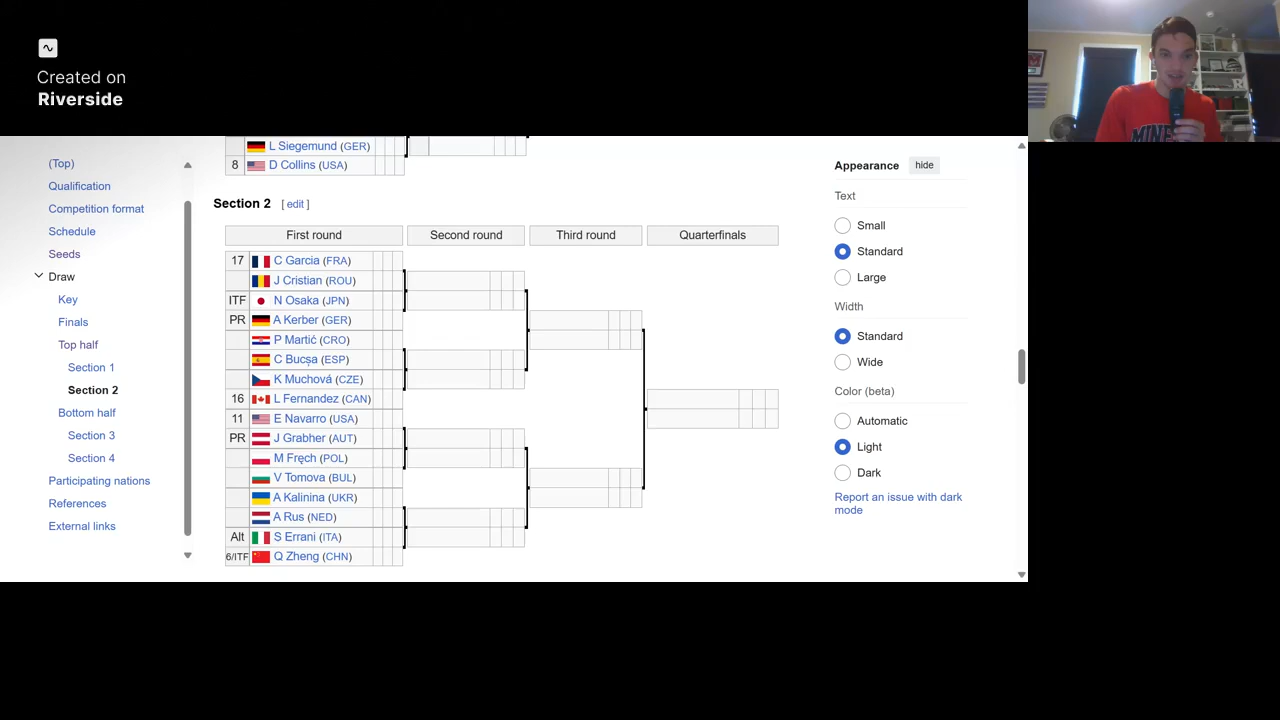 Created on
Riverside
(Top)
Qualification
Competition format
Schedule
Seeds
Draw
Key
Finals
Top half
Section 1
Section 2
Bottom half
Section 3
Section 4
Participating nations
References
External links
L Siegemund (GER)
8 D Collins (USA)
Section 2 [ edit ]
First round Second round Third round Quarterfinals
17 C Garcia (FRA)
J Cristian (ROU)
ITF N Osaka (JPN)
PR A Kerber (GER)
P Martić (CRO)
C Bucșa (ESP)
K Muchová (CZE)
16 L Fernandez (CAN)
11 E Navarro (USA)
PR J Grabher (AUT)
M Fręch (POL)
V Tomova (BUL)
A Kalinina (UKR)
A Rus (NED)
Alt S Errani (ITA)
6/ITF Q Zheng (CHN)
Appearance hide
Text
Small
Standard
Large
Width
Standard
Wide
Color (beta)
Automatic
Light
Dark
Report an issue with dark
mode